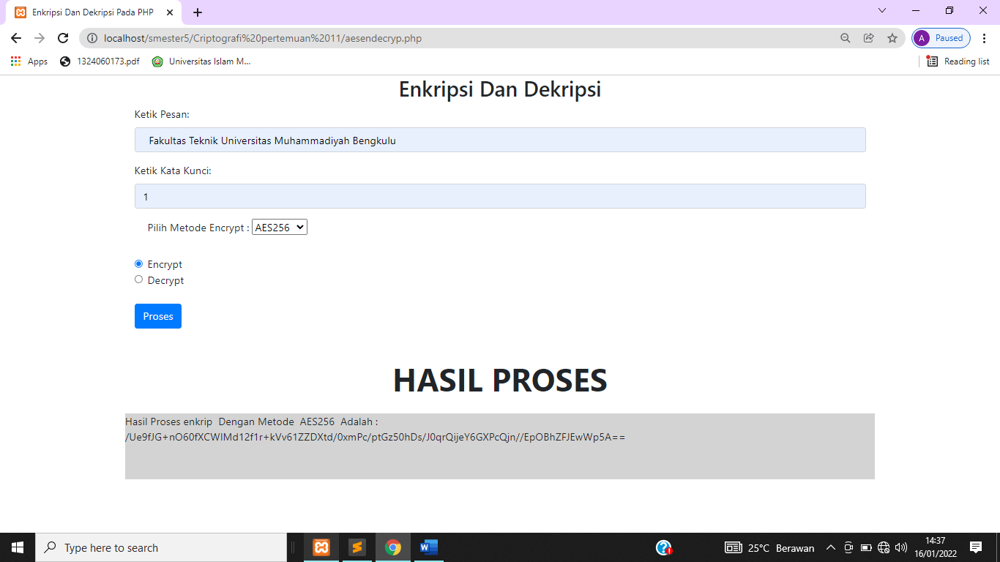 Enkripsi Dan Dekripsi Pada PHP
localhost/smester5/Criptografi%20pertemuan%2011/aesendecryp.php
A Paused
Apps 1324060173.pdf Universitas Islam M... Reading list
Enkripsi Dan Dekripsi
Ketik Pesan:
Fakultas Teknik Universitas Muhammadiyah Bengkulu
Ketik Kata Kunci:
1
Pilih Metode Encrypt : AES256
Encrypt
Decrypt
Proses
HASIL PROSES
Hasil Proses enkrip Dengan Metode AES256 Adalah :
/Ue9fJG+nO60fXCWIMd12f1r+kVv61ZZDXtd/0xmPc/ptGz50hDs/J0qrQijeY6GXPcQjn//EpOBhZFJEwWp5A==
Type here to search
25°C Berawan
14:37
16/01/2022